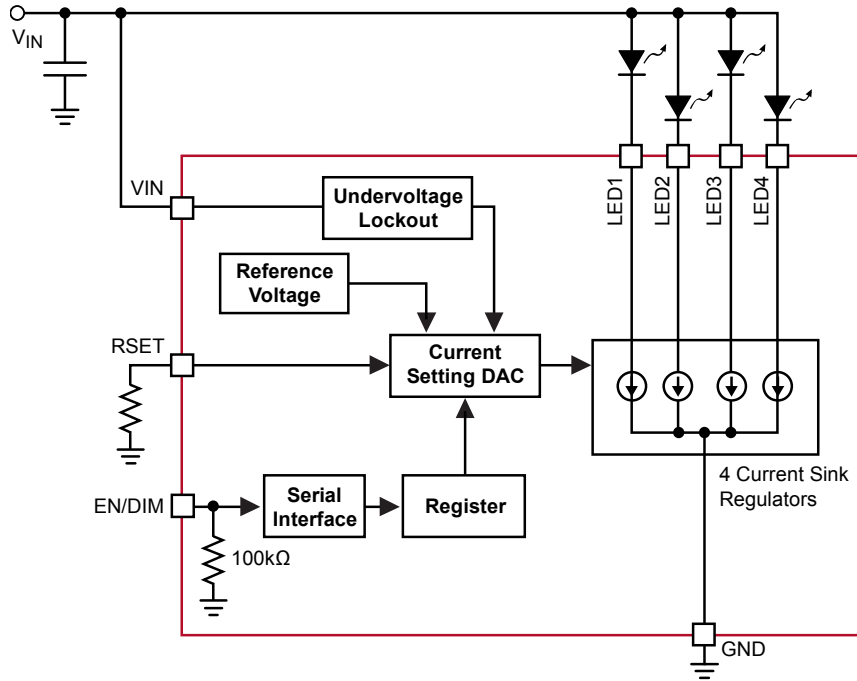 V_IN
VIN
Undervoltage
Lockout
LED1
LED2
LED3
LED4
Reference
Voltage
RSET
Current
Setting DAC
4 Current Sink
Regulators
EN/DIM
Serial
Interface
Register
100kΩ
GND